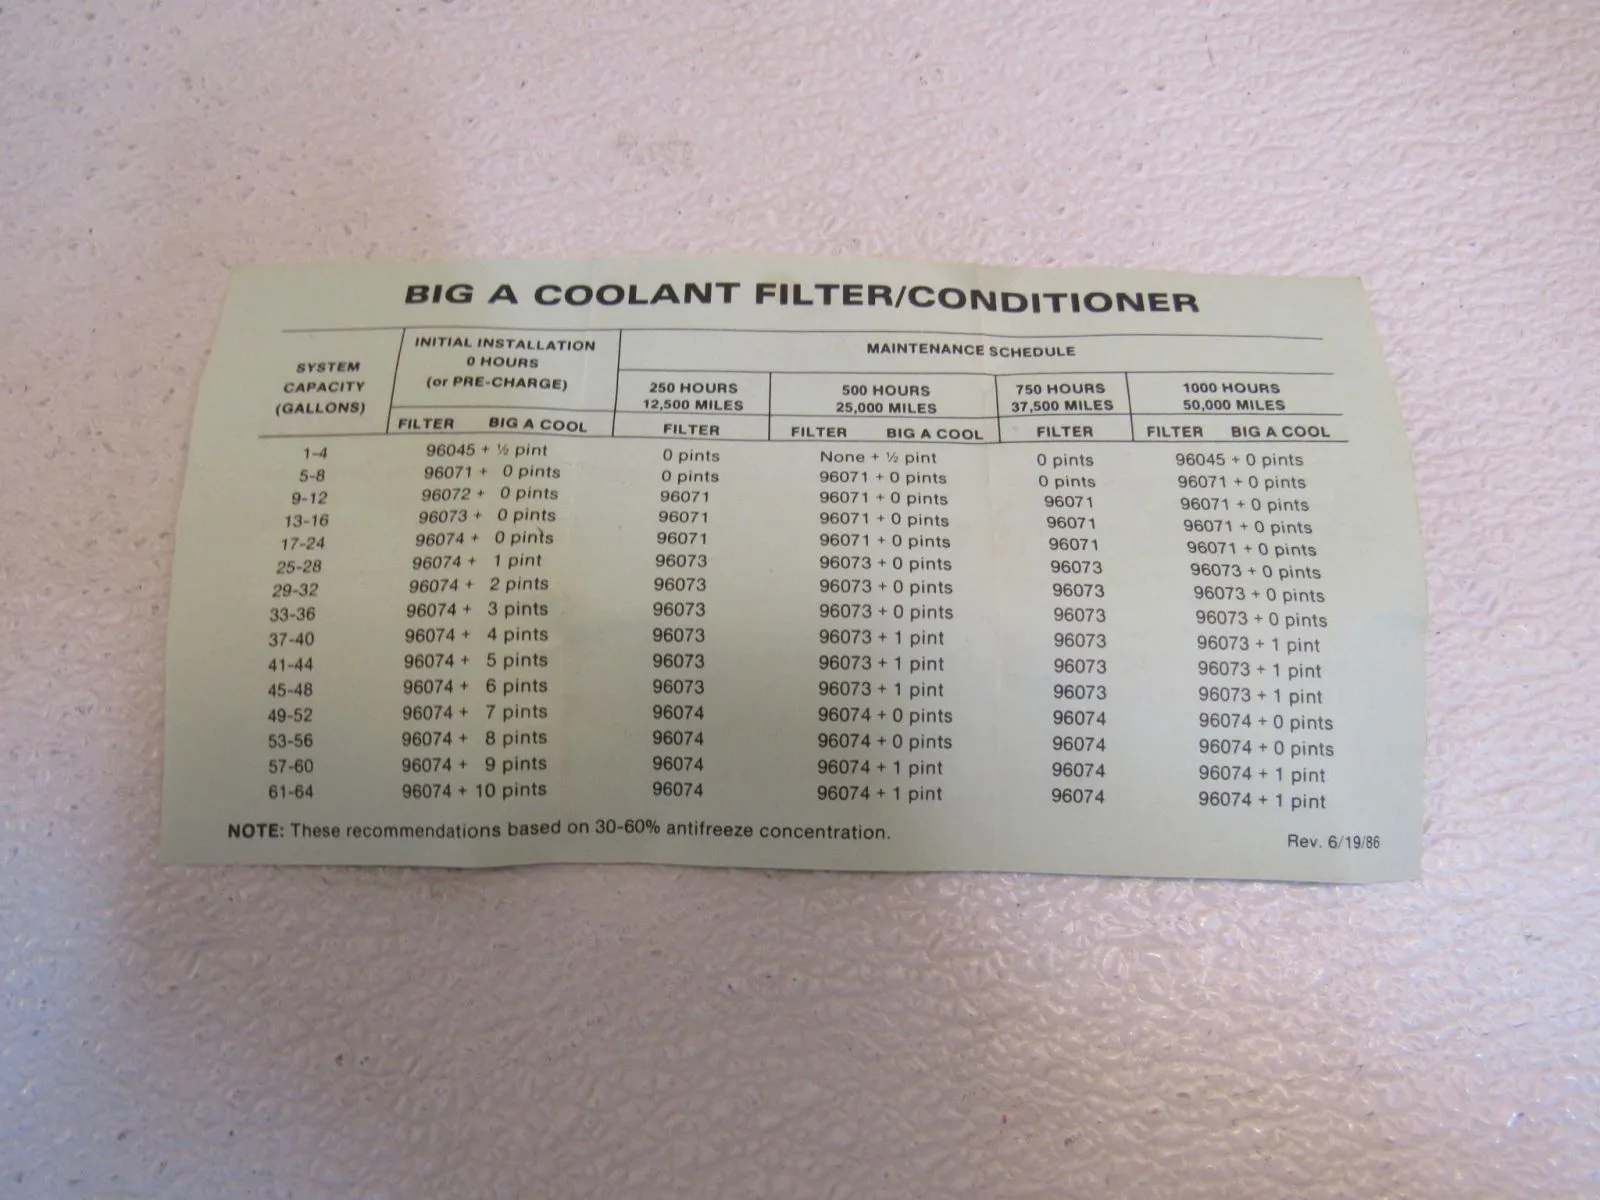 BIG A COOLANT FILTER/CONDITIONER
SYSTEM CAPACITY (GALLONS) INITIAL INSTALLATION 0 HOURS (or PRE-CHARGE) MAINTENANCE SCHEDULE
250 HOURS 12,500 MILES 500 HOURS 25,000 MILES 750 HOURS 37,500 MILES 1000 HOURS 50,000 MILES
FILTER BIG A COOL FILTER FILTER BIG A COOL FILTER FILTER BIG A COOL
1-4 96045 + ½ pint 0 pints None + ½ pint 0 pints 96045 + 0 pints
5-8 96071 + 0 pints 0 pints 96071 + 0 pints 0 pints 96071 + 0 pints
9-12 96072 + 0 pints 96071 96071 + 0 pints 96071 96071 + 0 pints
13-16 96073 + 0 pints 96071 96071 + 0 pints 96071 96071 + 0 pints
17-24 96074 + 0 pints 96071 96071 + 0 pints 96071 96071 + 0 pints
25-28 96074 + 1 pint 96073 96073 + 0 pints 96073 96073 + 0 pints
29-32 96074 + 2 pints 96073 96073 + 0 pints 96073 96073 + 0 pints
33-36 96074 + 3 pints 96073 96073 + 0 pints 96073 96073 + 0 pints
37-40 96074 + 4 pints 96073 96073 + 1 pint 96073 96073 + 1 pint
41-44 96074 + 5 pints 96073 96073 + 1 pint 96073 96073 + 1 pint
45-48 96074 + 6 pints 96073 96073 + 1 pint 96073 96073 + 1 pint
49-52 96074 + 7 pints 96074 96074 + 0 pints 96074 96074 + 0 pints
53-56 96074 + 8 pints 96074 96074 + 0 pints 96074 96074 + 0 pints
57-60 96074 + 9 pints 96074 96074 + 1 pint 96074 96074 + 1 pint
61-64 96074 + 10 pints 96074 96074 + 1 pint 96074 96074 + 1 pint
NOTE: These recommendations based on 30-60% antifreeze concentration.
Rev. 6/19/86